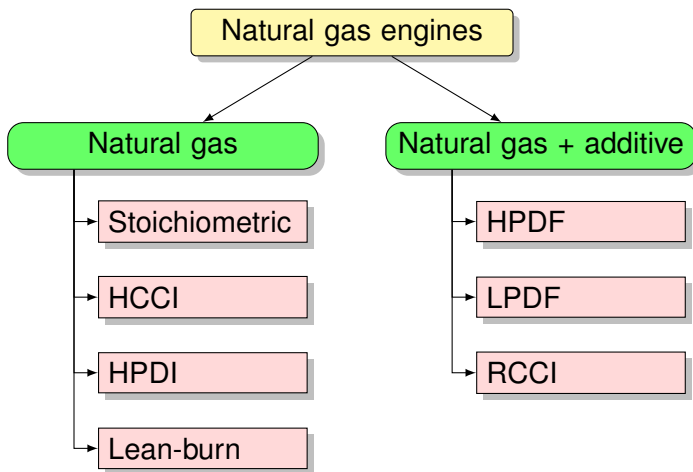 Natural gas engines
Natural gas
Natural gas + additive
Stoichiometric
HCCI
HPDI
Lean-burn
HPDF
LPDF
RCCI